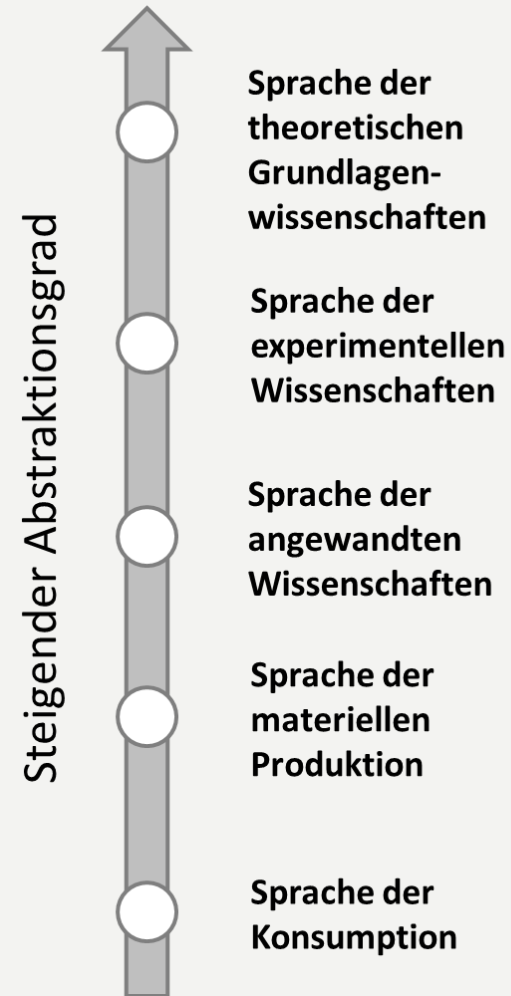 Steigender Abstraktionsgrad
Sprache der
theoretischen
Grundlagen-
wissenschaften
Sprache der
experimentellen
Wissenschaften
Sprache der
angewandten
Wissenschaften
Sprache der
materiellen
Produktion
Sprache der
Konsumption